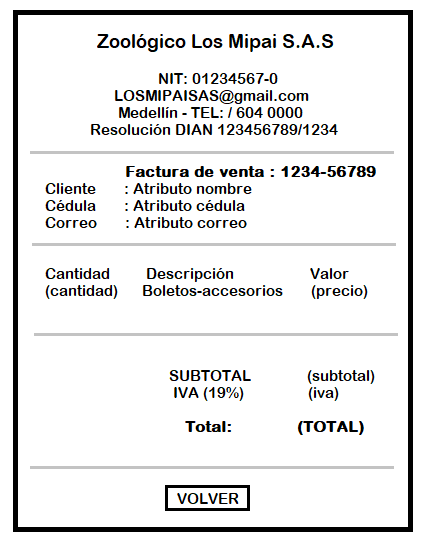 Zoológico Los Mipai S.A.S
NIT: 01234567-0
LOSMIPAISAS@gmail.com
Medellín - TEL: / 604 0000
Resolución DIAN 123456789/1234
Factura de venta : 1234-56789
Cliente : Atributo nombre
Cédula : Atributo cédula
Correo : Atributo correo
Cantidad Descripción Valor
(cantidad) Boletos-accesorios (precio)
SUBTOTAL (subtotal)
IVA (19%) (iva)
Total: (TOTAL)
VOLVER